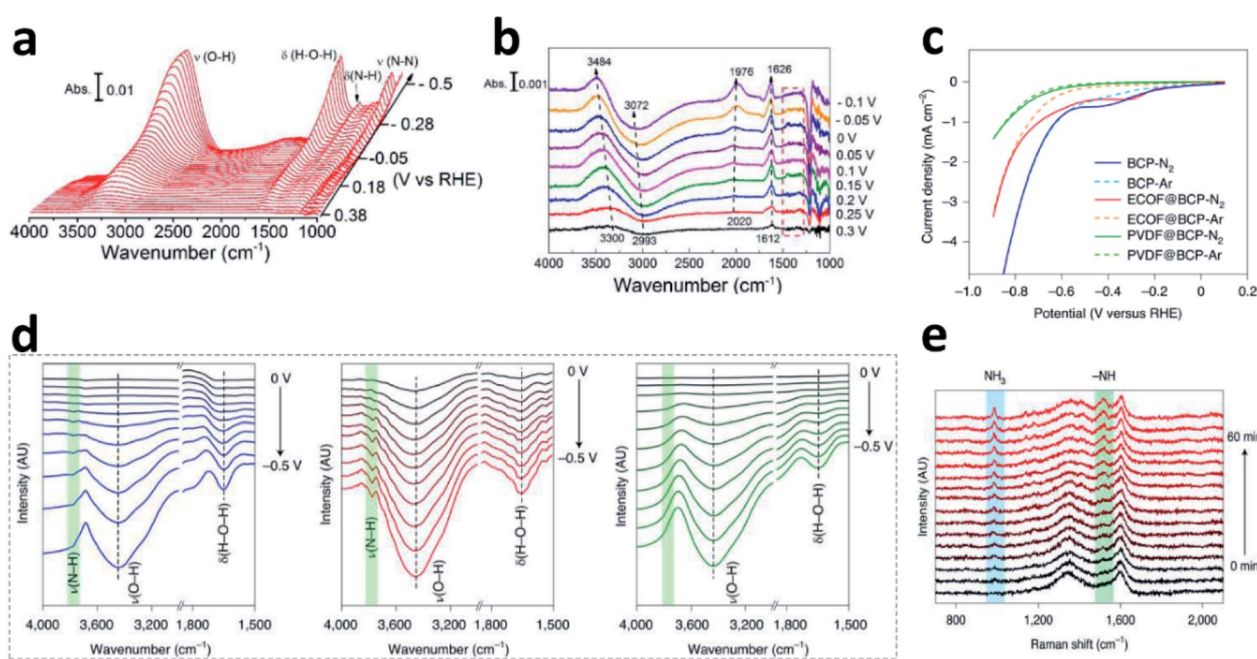 a
Abs. 0.01
ν (O-H)
δ (H-O-H)
δ(N-H)
ν (N-N)
- 0.5
- 0.28
-0.05
0.18
0.38
(V vs RHE)
4000 3500 3000 2500 2000 1500 1000
Wavenumber (cm-1)
b
Abs. 0.001
3484
3072
1976
1626
- 0.1 V
- 0.05 V
0 V
0.05 V
0.1 V
0.15 V
0.2 V
0.25 V
0.3 V
3300
2993
2020
1612
4000 3500 3000 2500 2000 1500 1000
Wavenumber (cm-1)
c
Current density (mA cm−2)
0
−1
−2
−3
−4
BCP-N2
BCP-Ar
ECOF@BCP-N2
ECOF@BCP-Ar
PVDF@BCP-N2
PVDF@BCP-Ar
−1.0 −0.8 −0.6 −0.4 −0.2 0 0.2
Potential (V versus RHE)
d
Intensity (AU)
0 V
−0.5 V
ν(N–H)
ν(O–H)
δ(H–O–H)
4,000 3,600 3,200 1,800 1,500
Wavenumber (cm−1)
Intensity (AU)
0 V
−0.5 V
ν(N–H)
ν(O–H)
δ(H–O–H)
4,000 3,600 3,200 1,800 1,500
Wavenumber (cm−1)
Intensity (AU)
0 V
−0.5 V
ν(O–H)
δ(H–O–H)
4,000 3,600 3,200 1,800 1,500
Wavenumber (cm−1)
e
NH3
–NH
Intensity (AU)
60 min
0 min
800 1,200 1,600 2,000
Raman shift (cm−1)